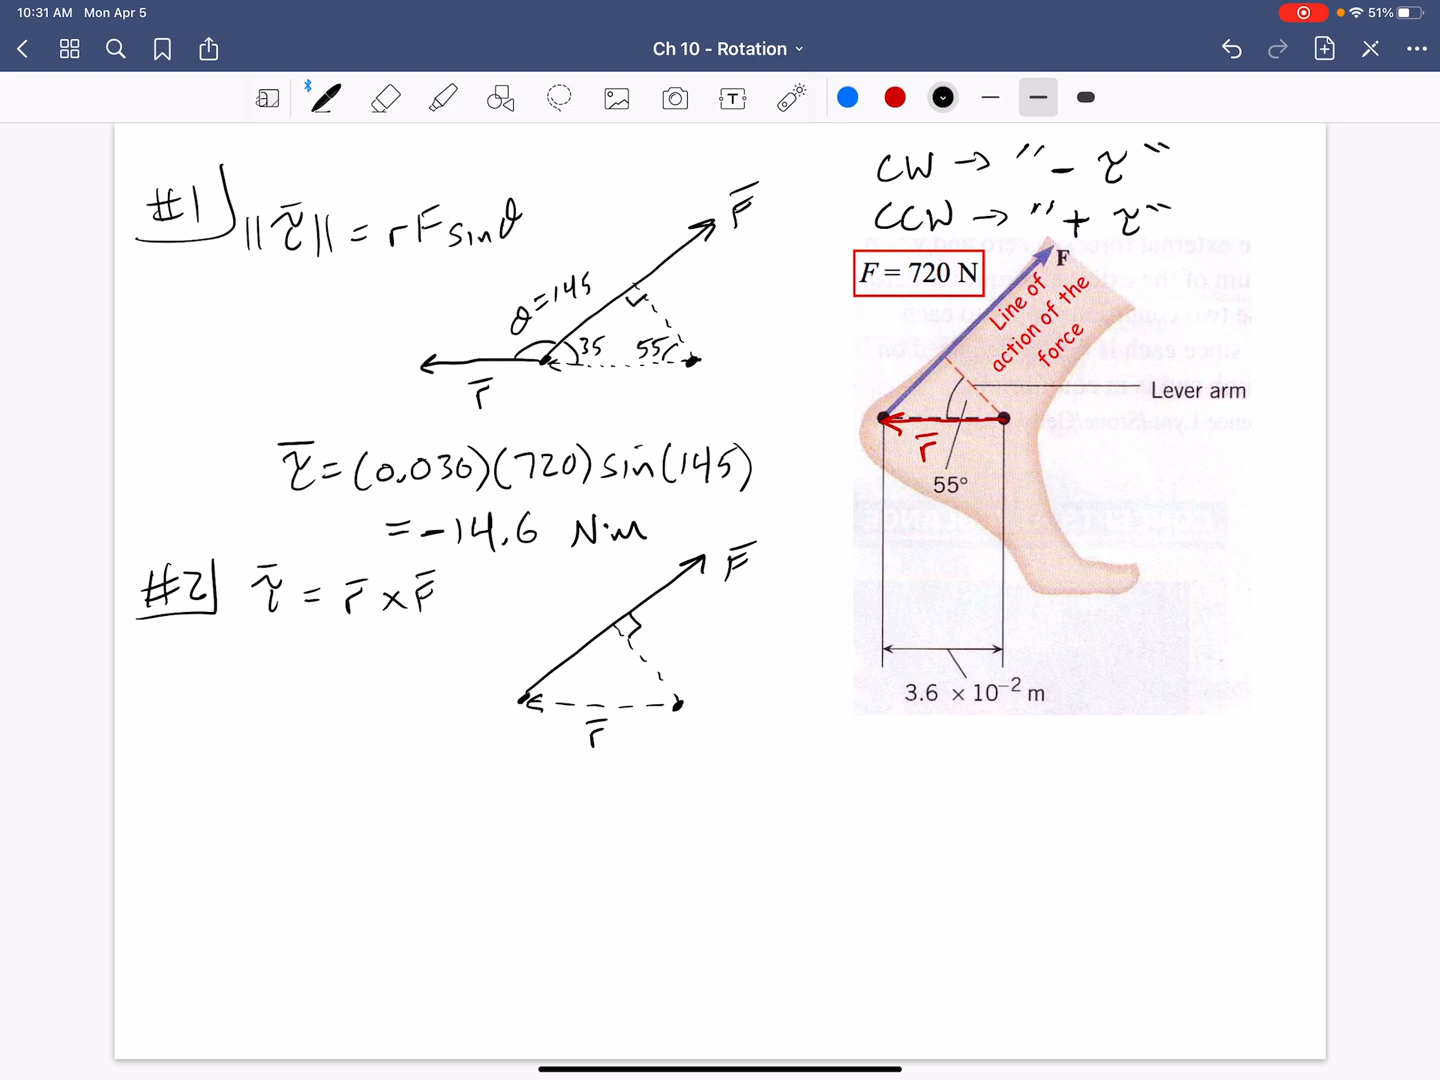 10:31 AM Mon Apr 5
51%
Ch 10 - Rotation
#1
||τ̄|| = rF sinθ
F̄
θ=145
35
55
r̄
τ̄ = (0.036)(720) sin(145)
= -14.6 N·m
#2 τ̄ = r̄ × F̄
F̄
r̄
CW → "- τ"
CCW → "+ τ"
F = 720 N
F
Line of
action of the
force
Lever arm
r̄
55°
3.6 × 10⁻² m